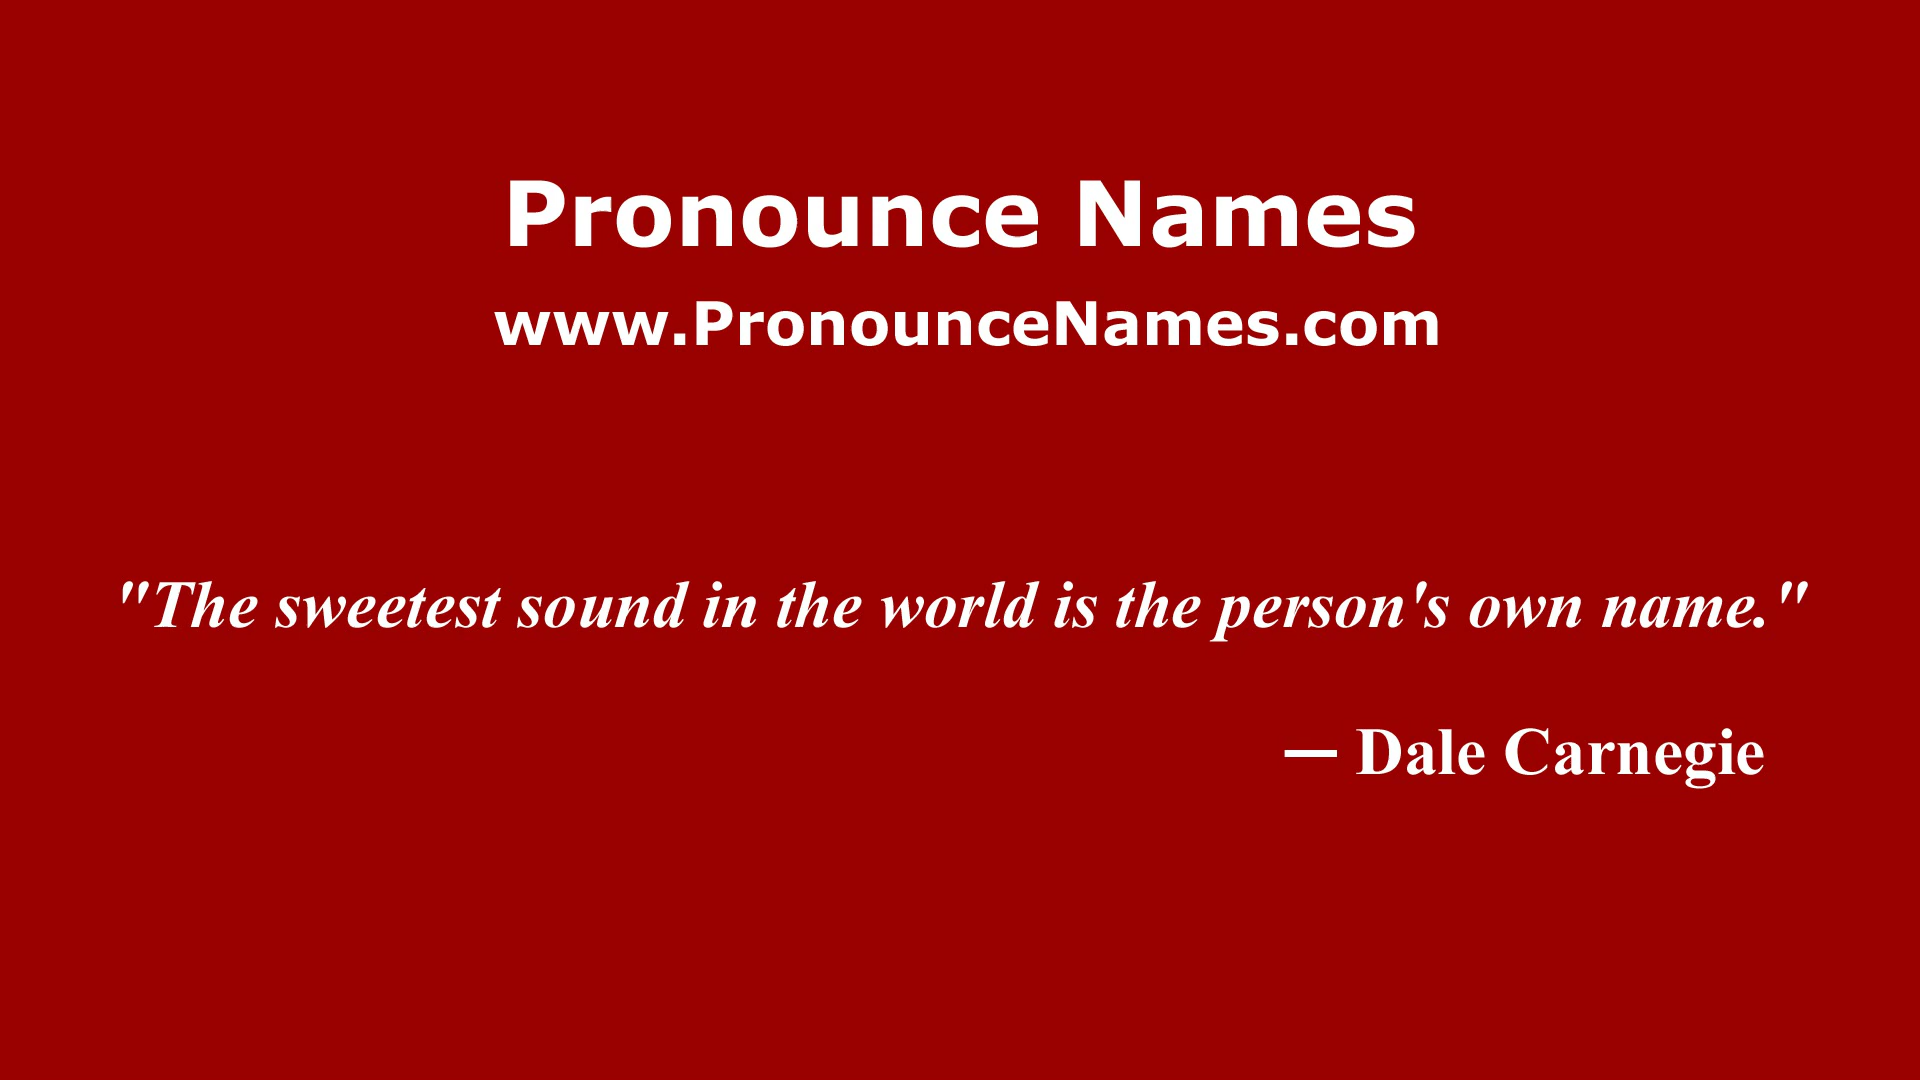 Pronounce Names
www.PronounceNames.com
"The sweetest sound in the world is the person's own name."
— Dale Carnegie